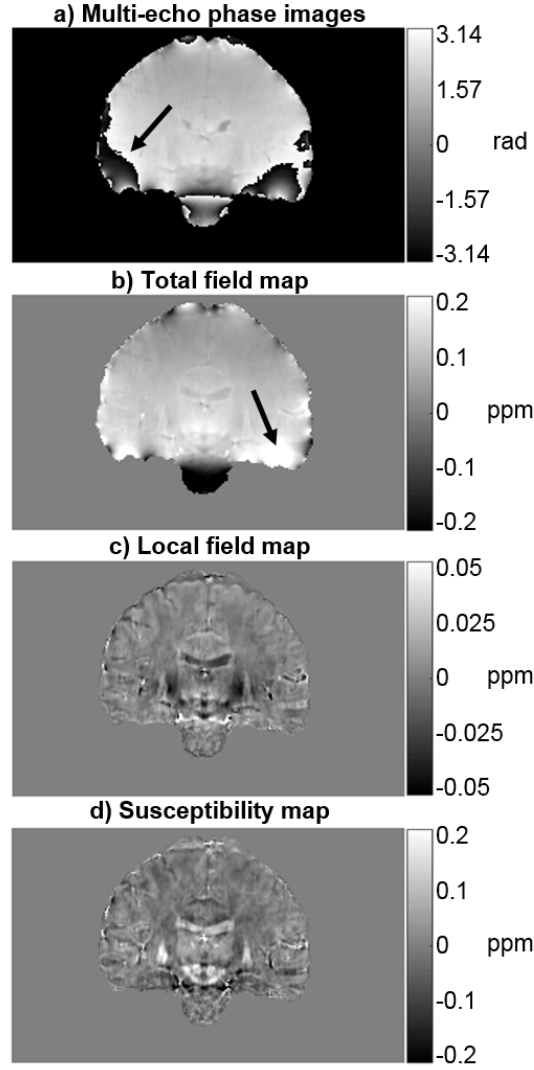 a) Multi-echo phase images
3.14
1.57
0
rad
-1.57
-3.14
b) Total field map
0.2
0.1
0
ppm
-0.1
-0.2
c) Local field map
0.05
0.025
0
ppm
-0.025
-0.05
d) Susceptibility map
0.2
0.1
0
ppm
-0.1
-0.2